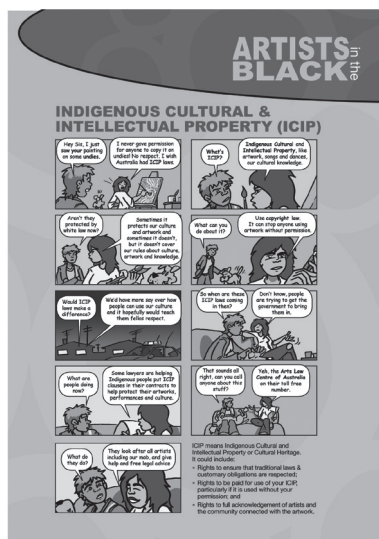 ARTISTS
in the
BLACK
INDIGENOUS CULTURAL &
INTELLECTUAL PROPERTY (ICIP)
Hey Sis, I just
saw your painting
on some undies.
I never gave permission
for anyone to copy it on
undies! No respect. I wish
Australia had ICIP laws.
What's
ICIP?
Indigenous Cultural and
Intellectual Property, like
artwork, songs and dances,
our cultural knowledge.
Aren't they
protected by
white law now?
Sometimes it
protects our culture
and artwork and
sometimes it doesn't,
but it doesn't cover
our rules about culture,
artwork and knowledge.
What can you
do about it?
Use copyright law.
It can stop anyone using
artwork without permission.
Would ICIP
laws make a
difference?
We'd have more say over how
people can use our culture
and it hopefully would teach
them fellas respect.
So when are these
ICIP laws coming
in then?
Don't know, people
are trying to get the
government to bring
them in.
What are
people doing
now?
Some lawyers are helping
Indigenous people put ICIP
clauses in their contracts to
help protect their artworks,
performances and culture.
That sounds all
right, can you call
anyone about this
stuff?
Yeh, the Arts Law
Centre of Australia
on their toll free
number.
What do
they do?
They look after all artists
including our mob, and give
help and free legal advice
ICIP means Indigenous Cultural and
Intellectual Property or Cultural Heritage.
It could include:
- Rights to ensure that traditional laws &
customary obligations are respected;
- Rights to be paid for use of your ICIP,
particularly if it is used without your
permission; and
- Rights to full acknowledgement of artists and
the community connected with the artwork.